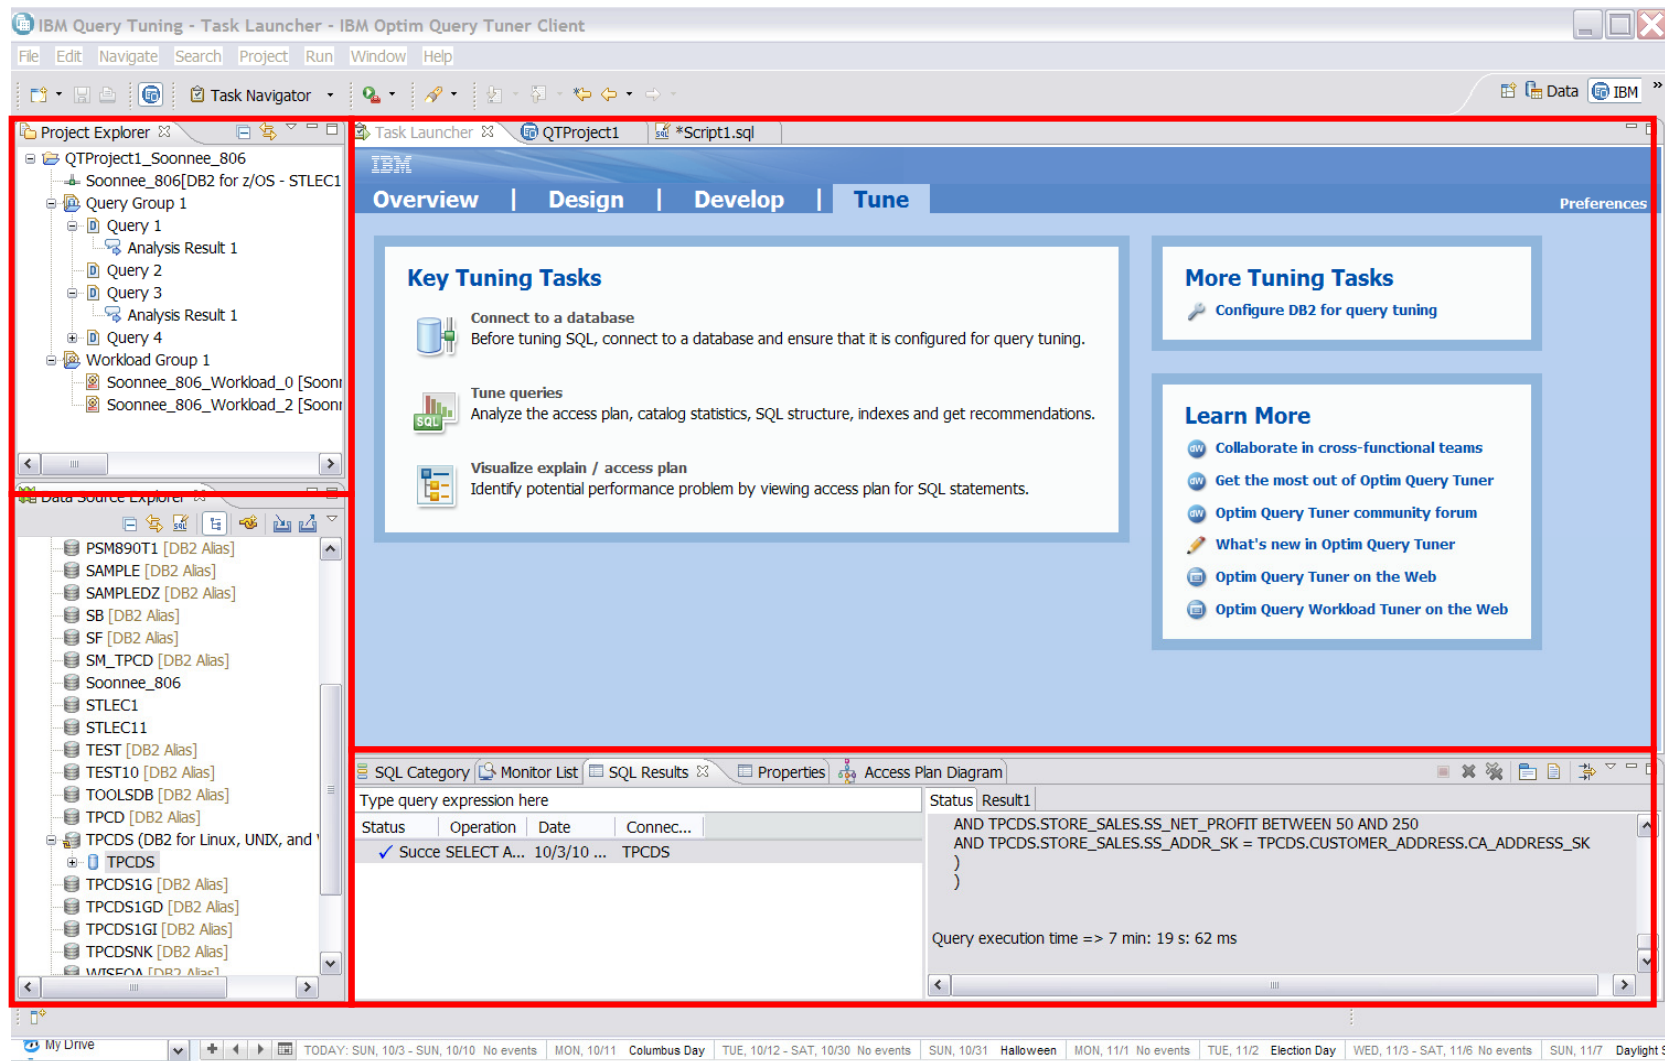 IBM Query Tuning - Task Launcher - IBM Optim Query Tuner Client
File Edit Navigate Search Project Run Window Help
Task Navigator
Data IBM »
Project Explorer
QTProject1_Soonnee_806
Soonnee_806[DB2 for z/OS - STLEC1
Query Group 1
Query 1
Analysis Result 1
Query 2
Query 3
Analysis Result 1
Query 4
Workload Group 1
Soonnee_806_Workload_0 [Soonr
Soonnee_806_Workload_2 [Soonr
Data Source Explorer
PSM890T1 [DB2 Alias]
SAMPLE [DB2 Alias]
SAMPLEDZ [DB2 Alias]
SB [DB2 Alias]
SF [DB2 Alias]
SM_TPCD [DB2 Alias]
Soonnee_806
STLEC1
STLEC11
TEST [DB2 Alias]
TEST10 [DB2 Alias]
TOOLSDB [DB2 Alias]
TPCD [DB2 Alias]
TPCDS (DB2 for Linux, UNIX, and
TPCDS
TPCDS1G [DB2 Alias]
TPCDS1GD [DB2 Alias]
TPCDS1GI [DB2 Alias]
TPCDSNK [DB2 Alias]
Task Launcher QTProject1 *Script1.sql
IBM
Overview | Design | Develop | Tune
Preferences
Key Tuning Tasks
Connect to a database
Before tuning SQL, connect to a database and ensure that it is configured for query tuning.
Tune queries
SQL
Analyze the access plan, catalog statistics, SQL structure, indexes and get recommendations.
Visualize explain / access plan
Identify potential performance problem by viewing access plan for SQL statements.
More Tuning Tasks
Configure DB2 for query tuning
Learn More
dW Collaborate in cross-functional teams
dW Get the most out of Optim Query Tuner
dW Optim Query Tuner community forum
What's new in Optim Query Tuner
Optim Query Tuner on the Web
Optim Query Workload Tuner on the Web
SQL Category Monitor List SQL Results Properties Access Plan Diagram
Type query expression here
Status Operation Date Connec...
Succe SELECT A... 10/3/10 ... TPCDS
Status Result1
AND TPCDS.STORE_SALES.SS_NET_PROFIT BETWEEN 50 AND 250
AND TPCDS.STORE_SALES.SS_ADDR_SK = TPCDS.CUSTOMER_ADDRESS.CA_ADDRESS_SK
)
)
Query execution time => 7 min: 19 s: 62 ms
My Drive
TODAY: SUN, 10/3 - SUN, 10/10 No events MON, 10/11 Columbus Day TUE, 10/12 - SAT, 10/30 No events SUN, 10/31 Halloween MON, 11/1 No events TUE, 11/2 Election Day WED, 11/3 - SAT, 11/6 No events SUN, 11/7 Daylight S